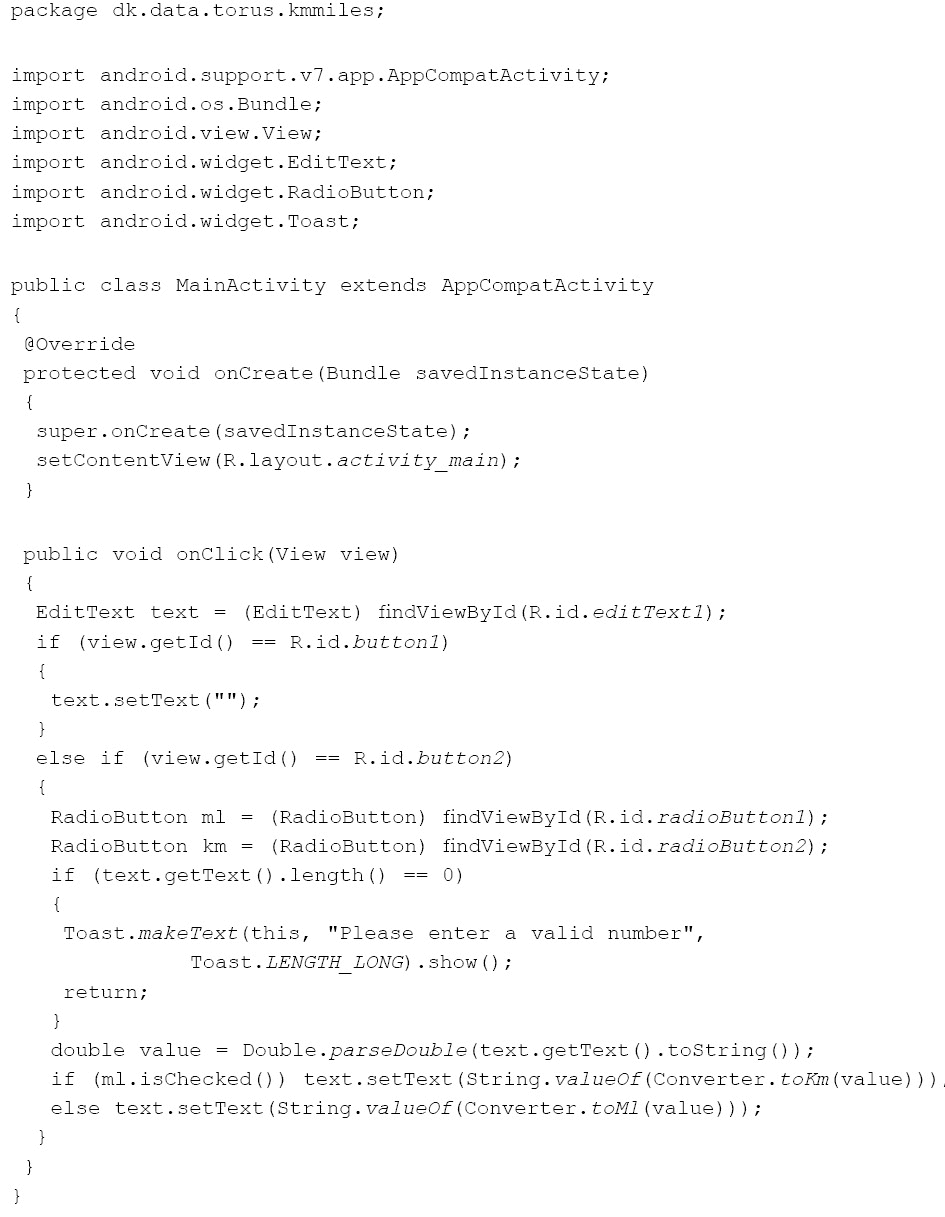 package dk.data.torus.kmmiles;
import android.support.v7.app.AppCompatActivity;
import android.os.Bundle;
import android.view.View;
import android.widget.EditText;
import android.widget.RadioButton;
import android.widget.Toast;
public class MainActivity extends AppCompatActivity
{
@Override
protected void onCreate(Bundle savedInstanceState)
{
super.onCreate(savedInstanceState);
setContentView(R.layout.activity_main);
}
public void onClick(View view)
{
EditText text = (EditText) findViewById(R.id.editText1);
if (view.getId() == R.id.button1)
{
text.setText("");
}
else if (view.getId() == R.id.button2)
{
RadioButton ml = (RadioButton) findViewById(R.id.radioButton1);
RadioButton km = (RadioButton) findViewById(R.id.radioButton2);
if (text.getText().length() == 0)
{
Toast.makeText(this, "Please enter a valid number",
Toast.LENGTH_LONG).show();
return;
}
double value = Double.parseDouble(text.getText().toString());
if (ml.isChecked()) text.setText(String.valueOf(Converter.toKm(value)));
else text.setText(String.valueOf(Converter.toMl(value)));
}
}
}